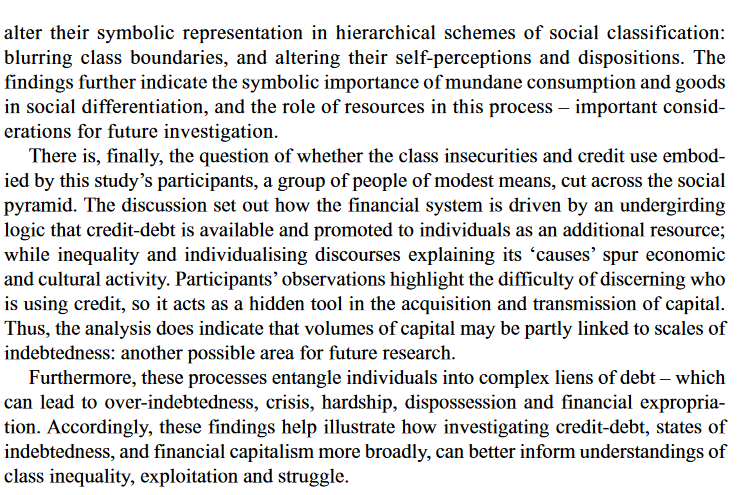 alter their symbolic representation in hierarchical schemes of social classification:
blurring class boundaries, and altering their self-perceptions and dispositions. The
findings further indicate the symbolic importance of mundane consumption and goods
in social differentiation, and the role of resources in this process – important consid-
erations for future investigation.
There is, finally, the question of whether the class insecurities and credit use embod-
ied by this study’s participants, a group of people of modest means, cut across the social
pyramid. The discussion set out how the financial system is driven by an undergirding
logic that credit-debt is available and promoted to individuals as an additional resource;
while inequality and individualising discourses explaining its ‘causes’ spur economic
and cultural activity. Participants’ observations highlight the difficulty of discerning who
is using credit, so it acts as a hidden tool in the acquisition and transmission of capital.
Thus, the analysis does indicate that volumes of capital may be partly linked to scales of
indebtedness: another possible area for future research.
Furthermore, these processes entangle individuals into complex liens of debt – which
can lead to over-indebtedness, crisis, hardship, dispossession and financial expropria-
tion. Accordingly, these findings help illustrate how investigating credit-debt, states of
indebtedness, and financial capitalism more broadly, can better inform understandings of
class inequality, exploitation and struggle.